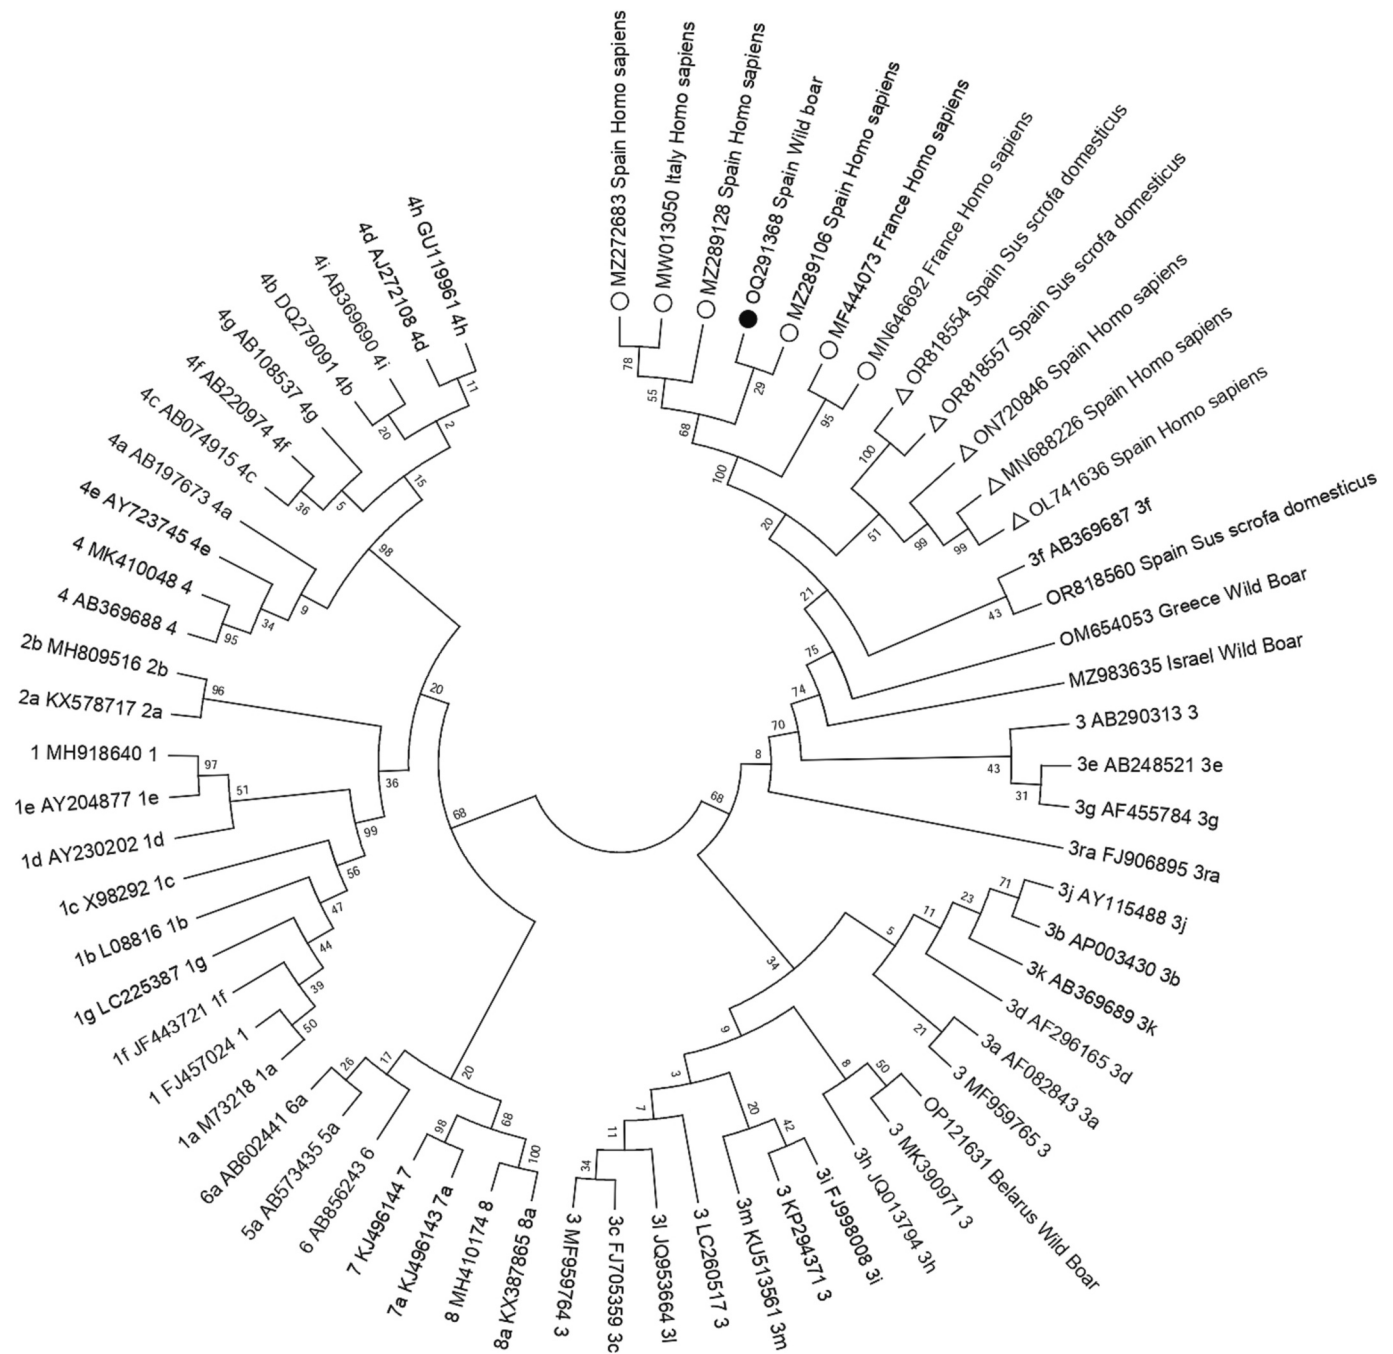 MZ272683 Spain Homo sapiens
MW013050 Italy Homo sapiens
MZ289128 Spain Homo sapiens
OQ291368 Spain Wild boar
MZ289106 Spain Homo sapiens
MF444073 France Homo sapiens
MN646692 France Homo sapiens
OR818554 Spain Sus scrofa domesticus
OR818557 Spain Sus scrofa domesticus
ON720846 Spain Homo sapiens
MN688226 Spain Homo sapiens
OL741636 Spain Homo sapiens
3f AB369687 3f
OR818560 Spain Sus scrofa domesticus
OM654053 Greece Wild Boar
MZ983635 Israel Wild Boar
3 AB290313 3
3e AB248521 3e
3g AF455784 3g
3ra FJ906895 3ra
3j AY115488 3j
3b AP003430 3b
3k AB369689 3k
3d AF296165 3d
3a AF082843 3a
3 MF959765 3
OP121631 Belarus Wild Boar
3 MK390971 3
3h JQ013794 3h
3i FJ998008 3i
3 KP294371 3
3m KU513561 3m
3 LC260517 3
3l JQ953664 3l
3c FJ705359 3c
3 MF959764 3
8a KX387865 8a
8 MH410174 8
7a KJ496143 7a
7 KJ496144 7
6 AB856243 6
5a AB573435 5a
6a AB602441 6a
1a M73218 1a
1 FJ457024 1
1f JF443721 1f
1g LC225387 1g
1b L08816 1b
1c X98292 1c
1d AY230202 1d
1e AY204877 1e
1 MH918640 1
2a KX578717 2a
2b MH809516 2b
4 AB369688 4
4 MK410048 4
4e AY723745 4e
4a AB197673 4a
4c AB074915 4c
4f AB220974 4f
4g AB108537 4g
4b DQ279091 4b
4i AB369690 4i
4d AJ272108 4d
4h GU119961 4h
78
55
68
29
100
95
20
100
51
99
99
21
43
75
74
70
43
31
8
68
71
23
11
5
21
34
9
50
8
3
20
42
7
11
34
20
17
26
68
98
100
68
20
36
96
97
51
99
56
47
44
39
50
98
15
2
11
20
5
36
9
34
95